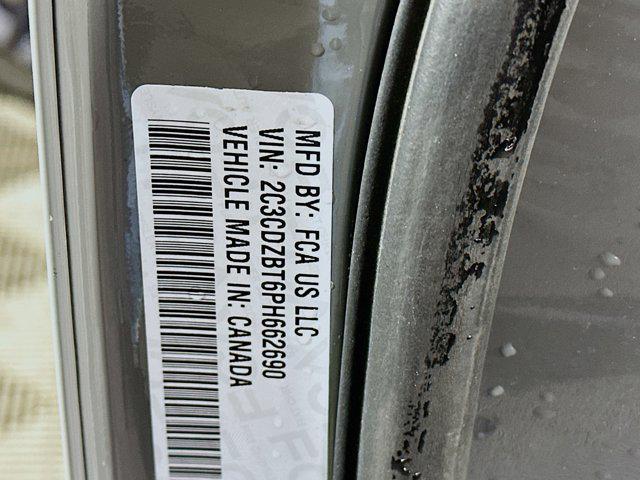 MFD BY: FCA US LLC
VIN: 2C3CDZBT6PH662690
VEHICLE MADE IN: CANADA